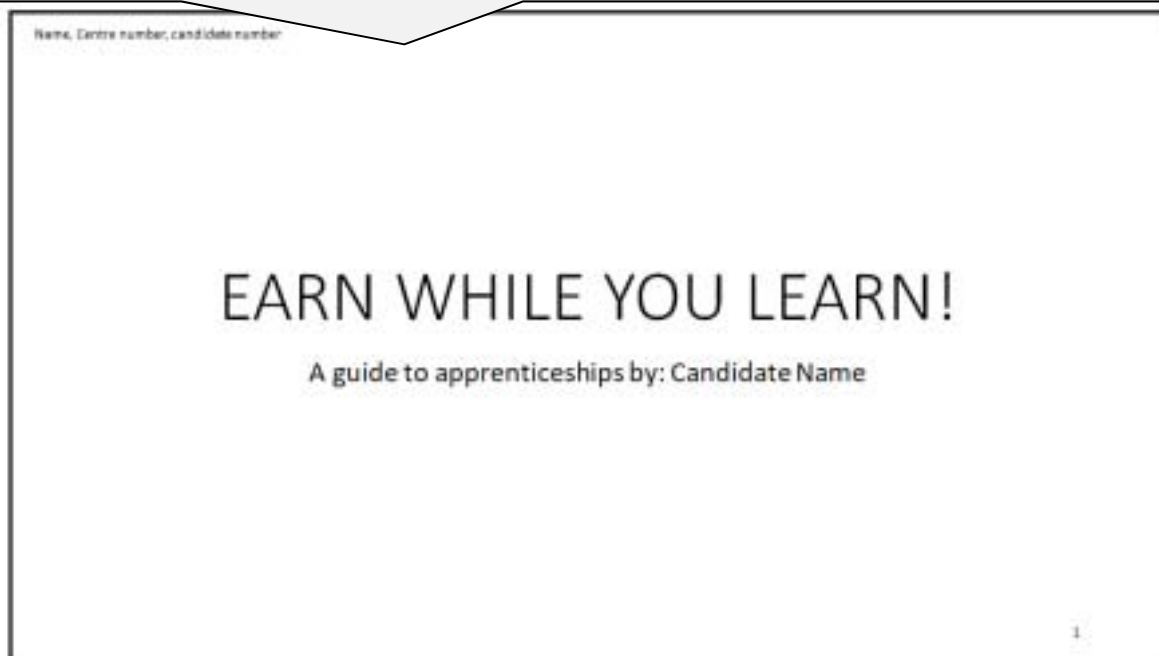 Name, Centre number, candidate number
EARN WHILE YOU LEARN!
A guide to apprenticeships by: Candidate Name
1